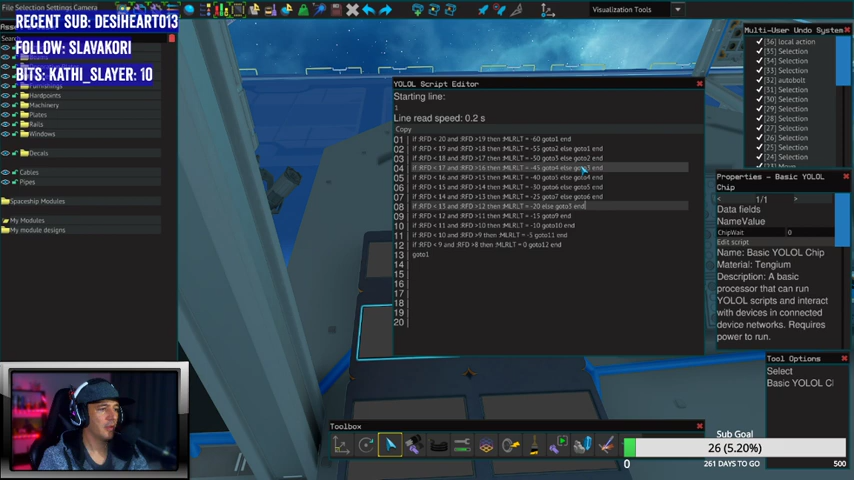 File Selection Settings Camera
Visualization Tools
RECENT SUB: DESIHEART013
FOLLOW: SLAVAKORI
BITS: KATHI_SLAYER: 10
Search
Furnishing
Hardpoints
Machinery
Plates
Rails
Windows
Decals
Cables
Pipes
Spaceship Modules
My Modules
My module designs
YOLOL Script Editor
Starting line:
1
Line read speed: 0.2 s
Copy
01 if :RFD < 20 and :RFD >19 then :MLRLT = -60 goto1 end
02 if :RFD < 19 and :RFD >18 then :MLRLT = -55 goto2 else goto1 end
03 if :RFD < 18 and :RFD >17 then :MLRLT = -50 goto3 else goto2 end
04 if :RFD < 17 and :RFD >16 then :MLRLT = -45 goto4 else goto3 end
05 if :RFD < 16 and :RFD >15 then :MLRLT = -40 goto5 else goto4 end
06 if :RFD < 15 and :RFD >14 then :MLRLT = -30 goto6 else goto5 end
07 if :RFD < 14 and :RFD >13 then :MLRLT = -25 goto7 else goto6 end
08 if :RFD < 13 and :RFD >12 then :MLRLT = -20 else goto3 end
09 if :RFD < 12 and :RFD >11 then :MLRLT = -15 goto9 end
10 if :RFD < 11 and :RFD >10 then :MLRLT = -10 goto10 end
11 if :RFD < 10 and :RFD >9 then :MLRLT = -5 goto11 end
12 if :RFD < 9 and :RFD >8 then :MLRLT = 0 goto12 end
13 goto1
14
15
16
17
18
19
20
Multi-User Undo System
[36] local action
[35] Selection
[34] Selection
[33] Selection
[32] autobolt
[31] Selection
[30] Selection
[29] Selection
[28] Selection
[27] Selection
[26] Selection
[25] Selection
[24] Selection
Properties - Basic YOLOL
Chip
< 1/1 >
Data fields
NameValue
ChipWait 0
Edit script
Name: Basic YOLOL Chip
Material: Tengium
Description: A basic
processor that can run
YOLOL scripts and interact
with devices in connected
device networks. Requires
power to run.
Tool Options
Select
Basic YOLOL C
Toolbox
Sub Goal
26 (5.20%)
0
261 DAYS TO GO
500